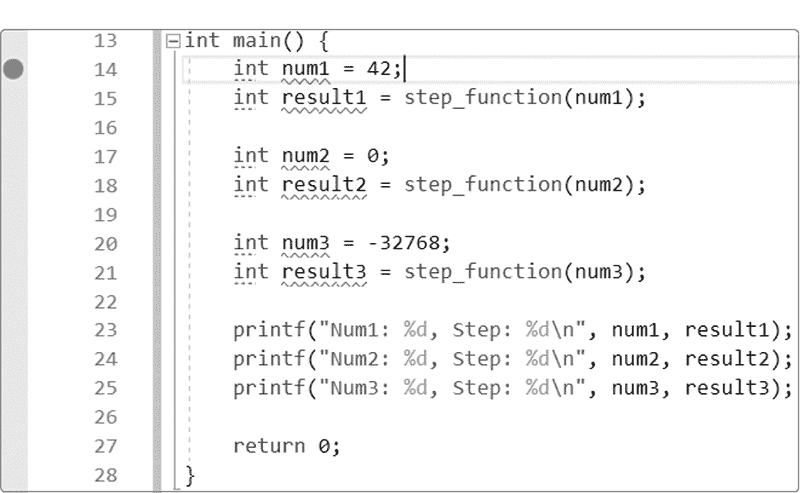 13 int main() {
14     int num1 = 42;
15     int result1 = step_function(num1);
16
17     int num2 = 0;
18     int result2 = step_function(num2);
19
20     int num3 = -32768;
21     int result3 = step_function(num3);
22
23     printf("Num1: %d, Step: %d\n", num1, result1);
24     printf("Num2: %d, Step: %d\n", num2, result2);
25     printf("Num3: %d, Step: %d\n", num3, result3);
26
27     return 0;
28 }